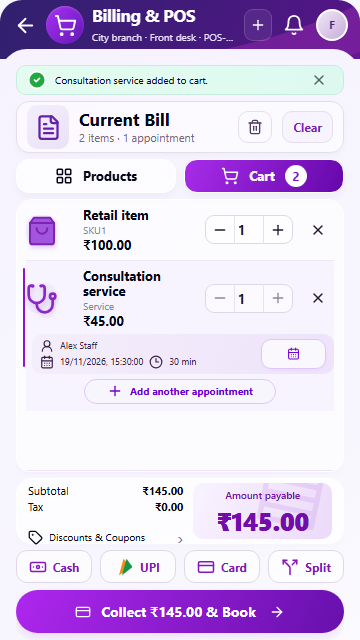 Billing & POS
City branch · Front desk · POS-...
F
Consultation service added to cart.
Current Bill
2 items · 1 appointment
Clear
Products
Cart 2
Retail item
SKU1
₹100.00
1
Consultation
service
Service
₹45.00
1
Alex Staff
19/11/2026, 15:30:00 30 min
Add another appointment
Subtotal ₹145.00
Tax ₹0.00
Discounts & Coupons
Amount payable
₹145.00
Cash
UPI
Card
Split
Collect ₹145.00 & Book